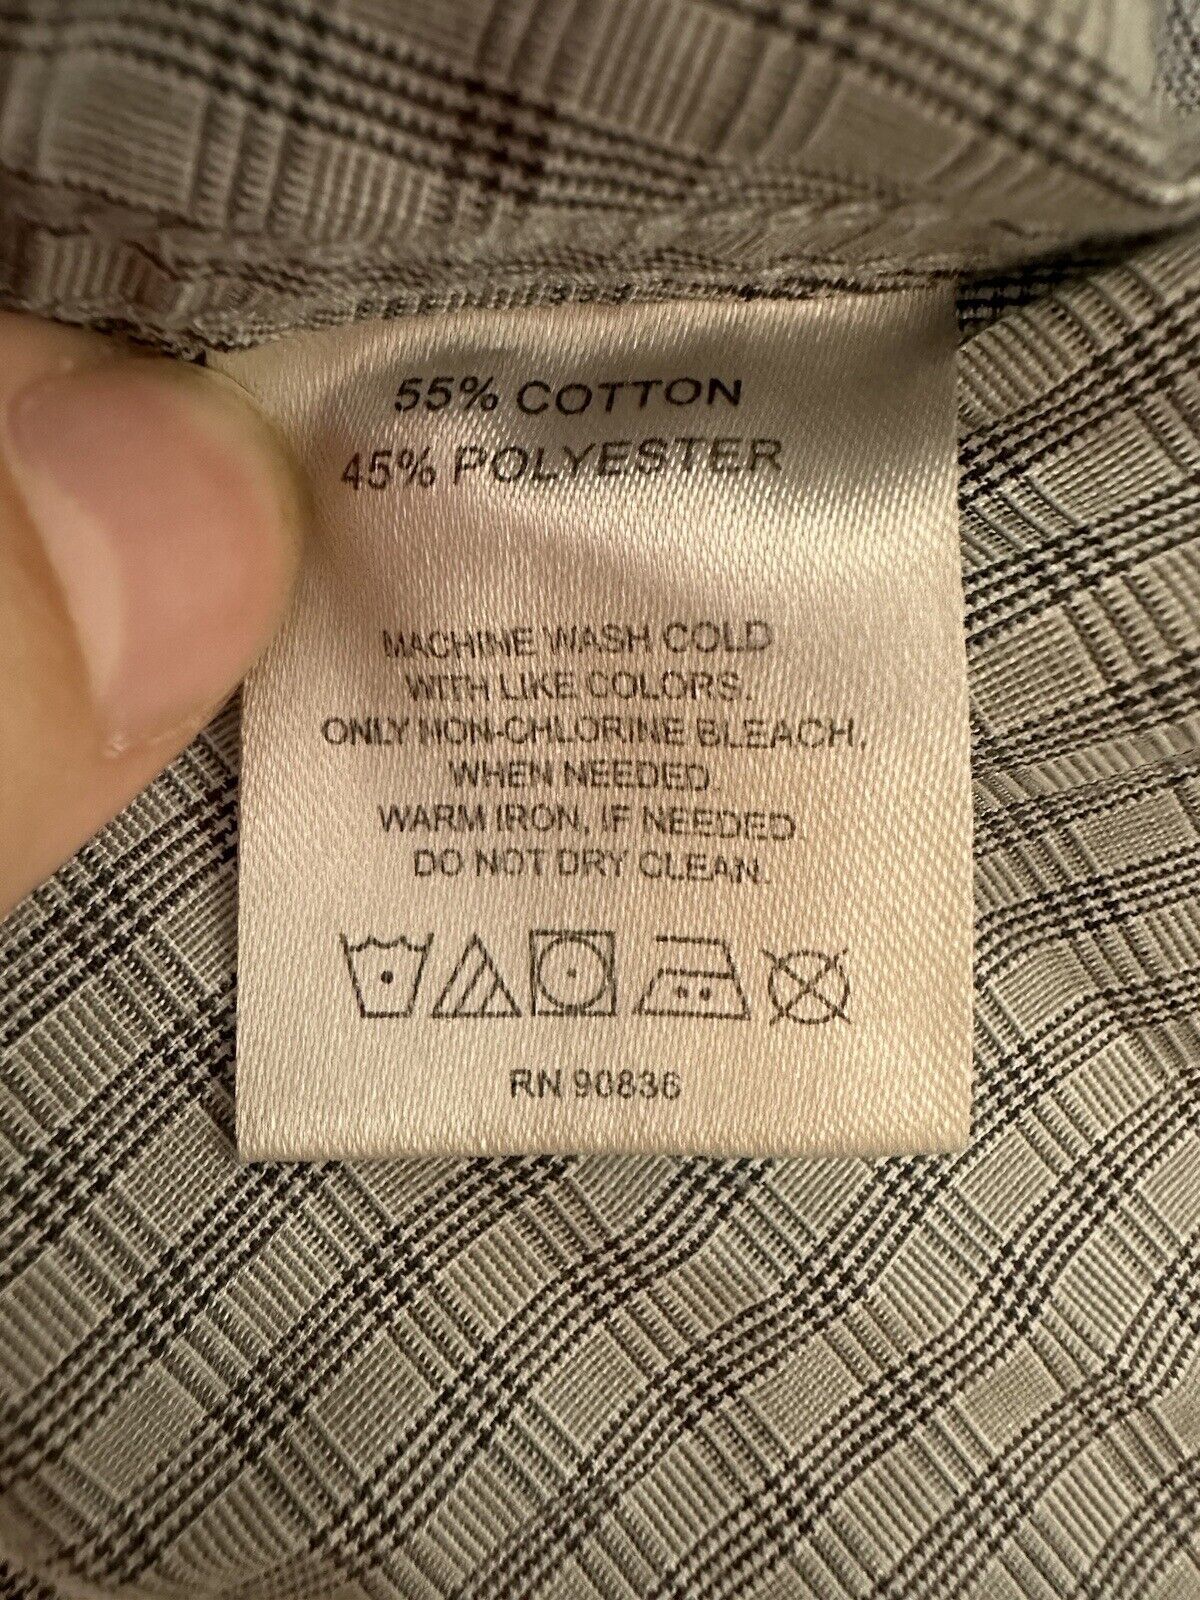 55% COTTON
45% POLYESTER
MACHINE WASH COLD
WITH LIKE COLORS.
ONLY NON-CHLORINE BLEACH,
WHEN NEEDED.
WARM IRON, IF NEEDED.
DO NOT DRY CLEAN.
RN 90836